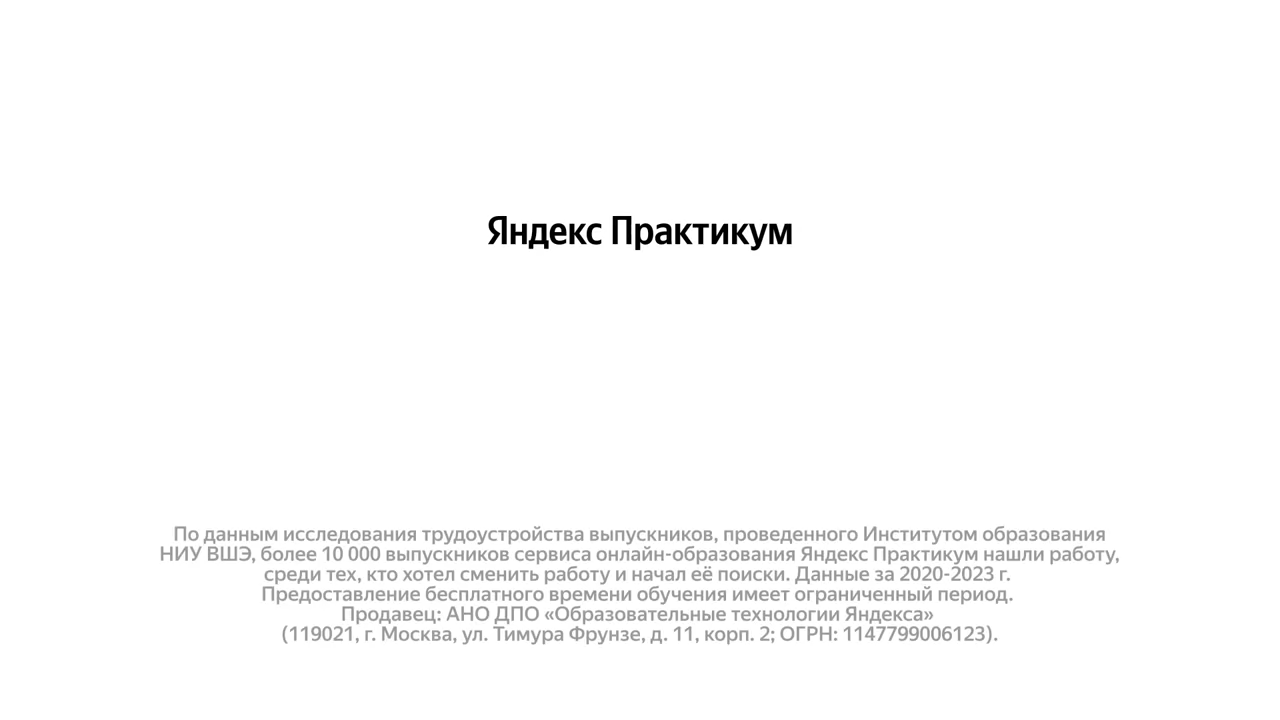 Яндекс Практикум
По данным исследования трудоустройства выпускников, проведенного Институтом образования
НИУ ВШЭ, более 10 000 выпускников сервиса онлайн-образования Яндекс Практикум нашли работу,
среди тех, кто хотел сменить работу и начал её поиски. Данные за 2020-2023 г.
Предоставление бесплатного времени обучения имеет ограниченный период.
Продавец: АНО ДПО «Образовательные технологии Яндекса»
(119021, г. Москва, ул. Тимура Фрунзе, д. 11, корп. 2; ОГРН: 1147799006123).